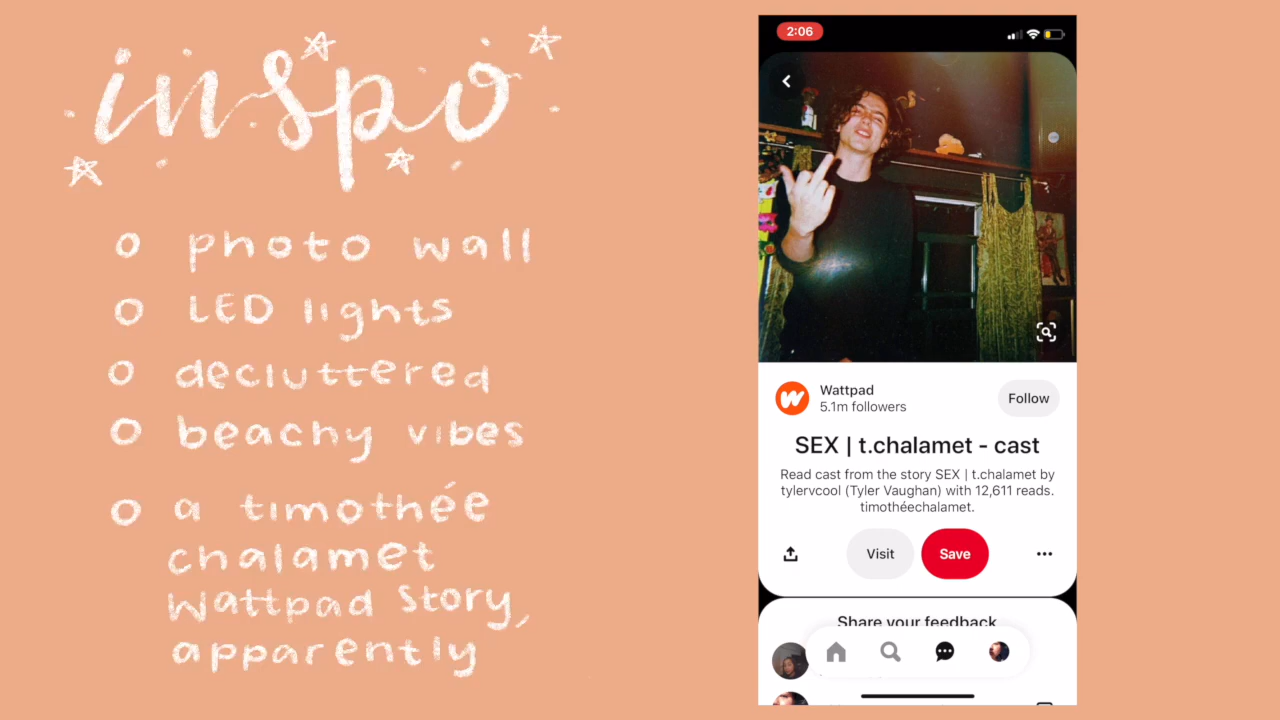 inspo
o photo wall
o LED lights
o decluttered
o beachy vibes
o a timothée
chalamet
Wattpad Story,
apparently
2:06
Wattpad
5.1m followers
Follow
SEX | t.chalamet - cast
Read cast from the story SEX | t.chalamet by
tylervcool (Tyler Vaughan) with 12,611 reads.
timothéechalamet.
Visit
Save
Share your feedback